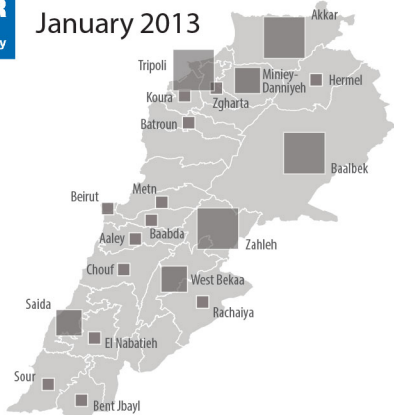 R
y
January 2013
Akkar
Tripoli
Miniey-
Danniyeh
Hermel
Koura
Zgharta
Batroun
Baalbek
Metn
Beirut
Baabda
Aaley
Zahleh
Chouf
West Bekaa
Rachaiya
Saida
El Nabatieh
Sour
Bent Jbayl